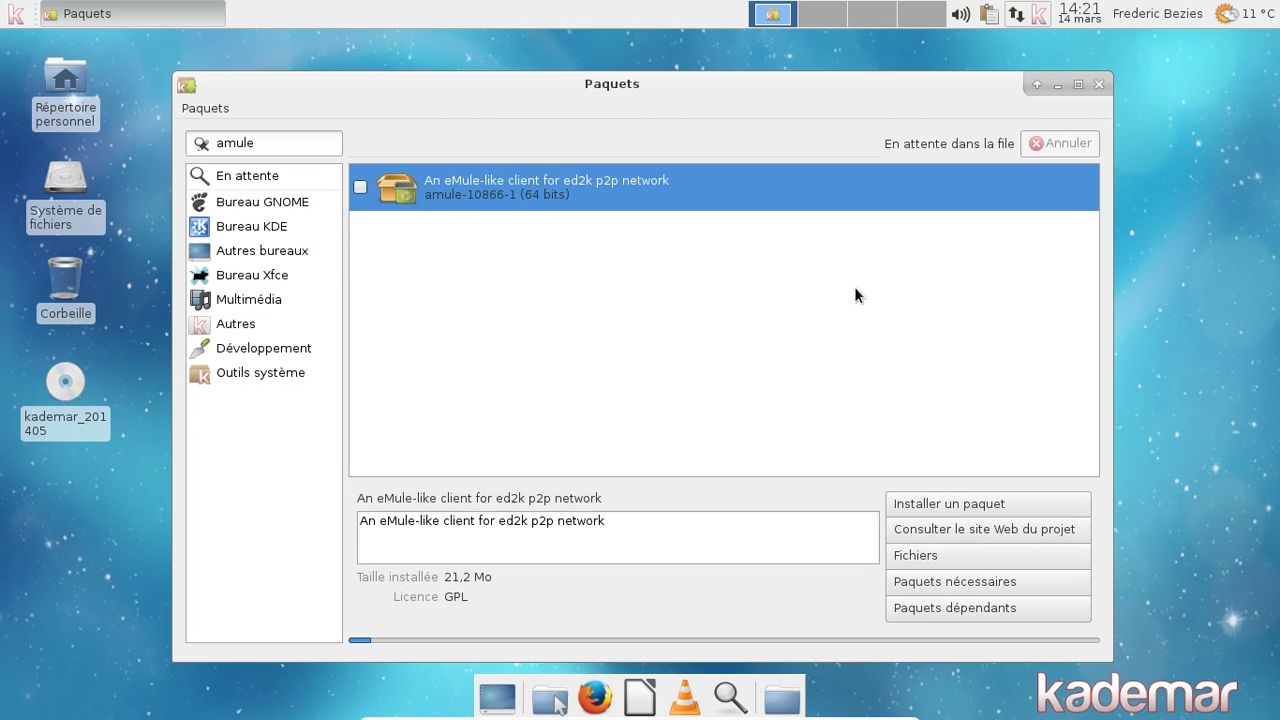 Paquets
14:21
14 mars
Frederic Bezies
11 °C
Répertoire
personnel
Système de
fichiers
Corbeille
kademar_201
405
Paquets
Paquets
amule
En attente dans la file
Annuler
En attente
Bureau GNOME
Bureau KDE
Autres bureaux
Bureau Xfce
Multimédia
Autres
Développement
Outils système
An eMule-like client for ed2k p2p network
amule-10866-1 (64 bits)
An eMule-like client for ed2k p2p network
An eMule-like client for ed2k p2p network
Taille installée 21,2 Mo
Licence GPL
Installer un paquet
Consulter le site Web du projet
Fichiers
Paquets nécessaires
Paquets dépendants
kademar